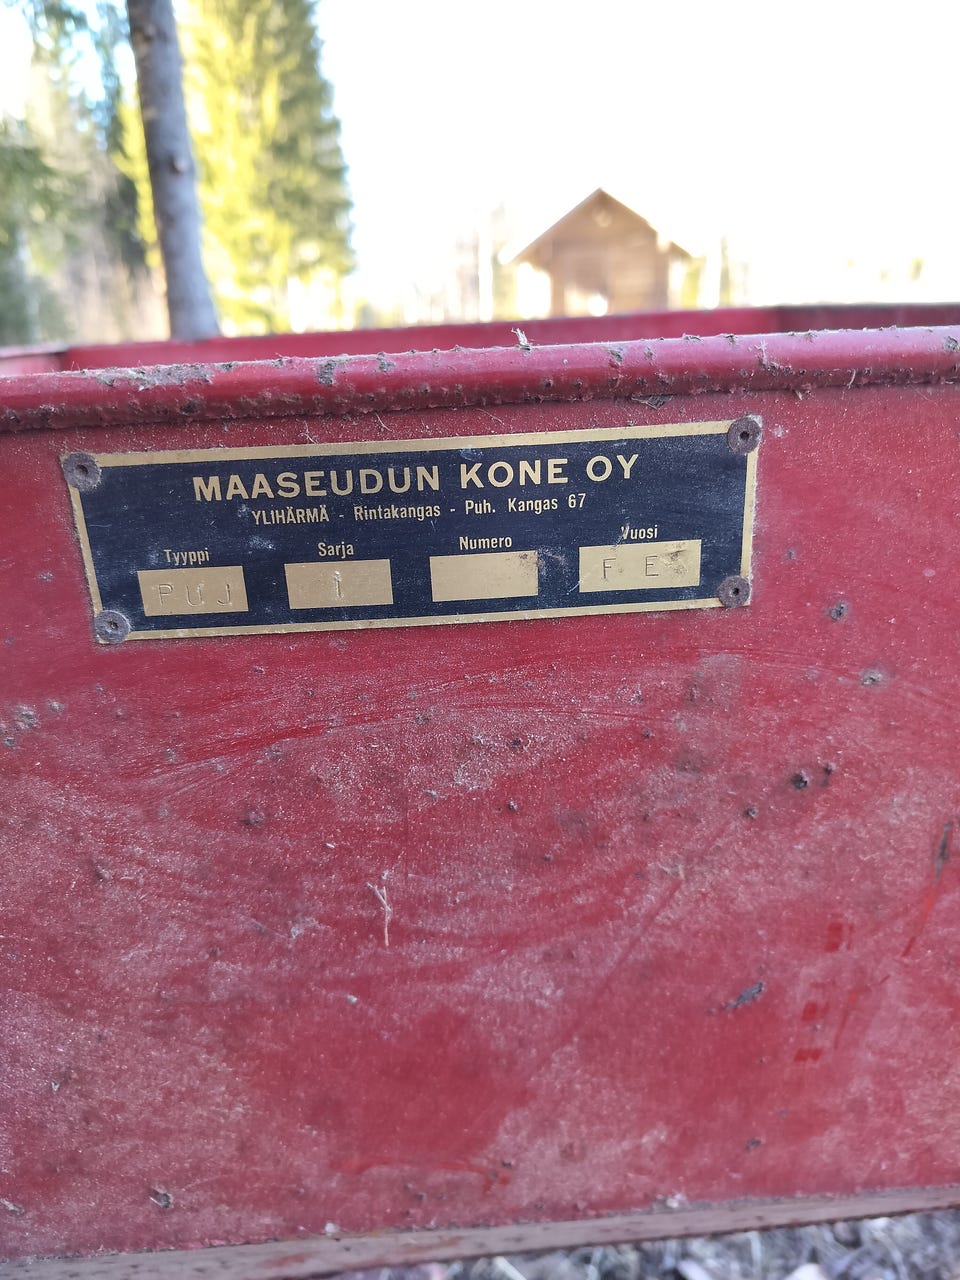 MAASEUDUN KONE OY
YLIHÄRMÄ - Rintakangas - Puh. Kangas 67
Tyyppi Sarja Numero Vuosi
PUJ 1 FE